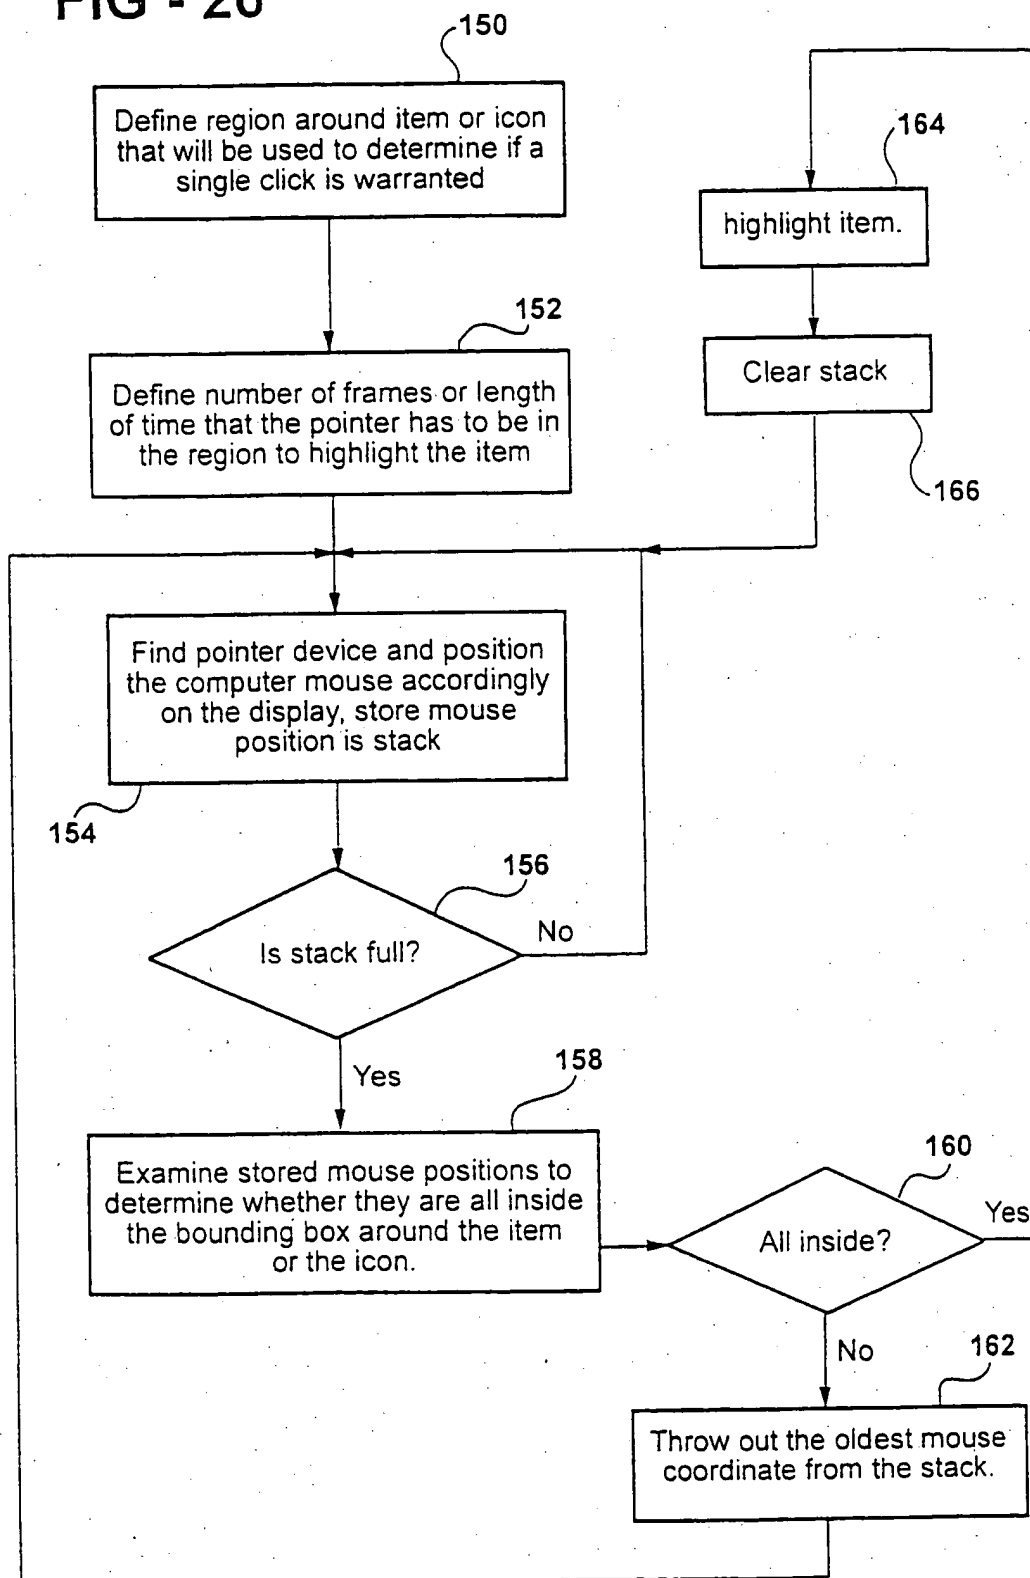 FIG - 26
150
Define region around item or icon
that will be used to determine if a
single click is warranted
152
Define number of frames or length
of time that the pointer has to be in
the region to highlight the item
154
Find pointer device and position
the computer mouse accordingly
on the display, store mouse
position is stack
156
Is stack full?
No
Yes
158
Examine stored mouse positions to
determine whether they are all inside
the bounding box around the item
or the icon.
160
All inside?
Yes
No
162
Throw out the oldest mouse
coordinate from the stack.
164
highlight item.
Clear stack
166